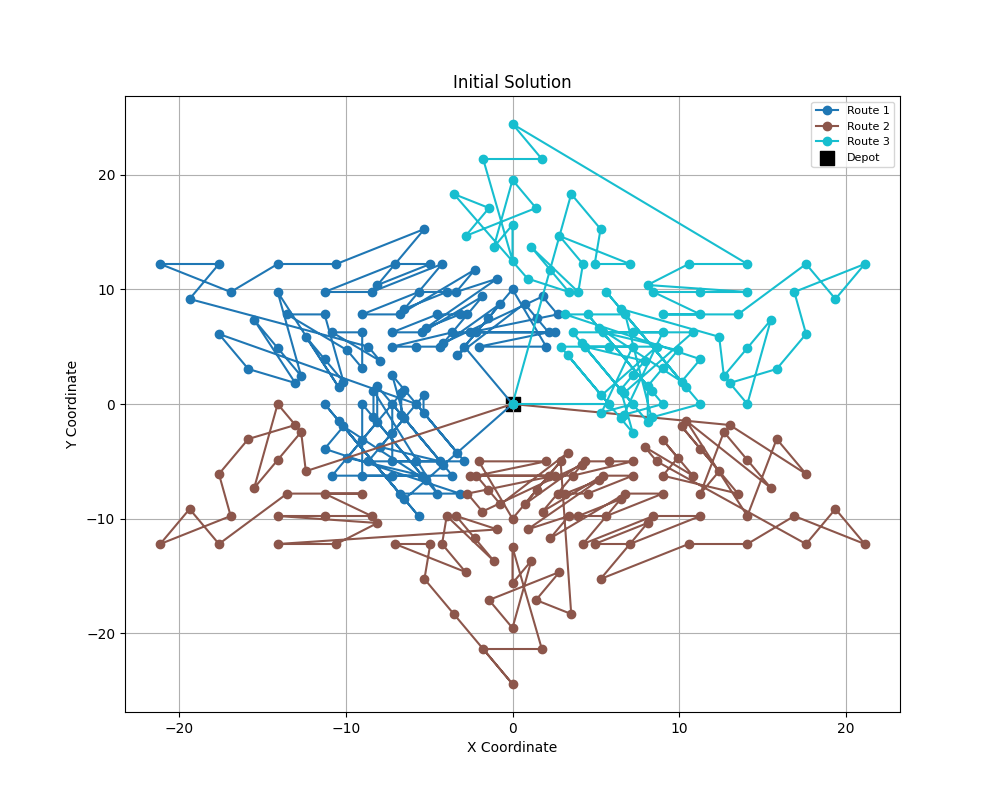 Initial Solution
Route 1
Route 2
Route 3
Depot
20
10
0
−10
−20
Y Coordinate
−20
−10
0
10
20
X Coordinate